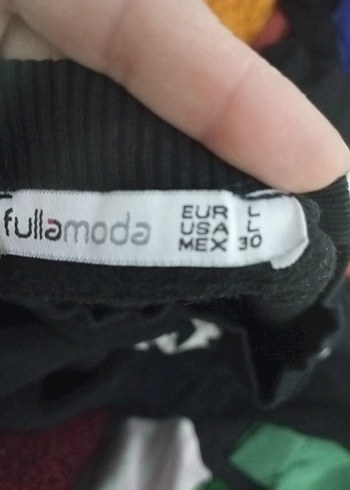 fullamoda
EUR L
USA L
MEX 30